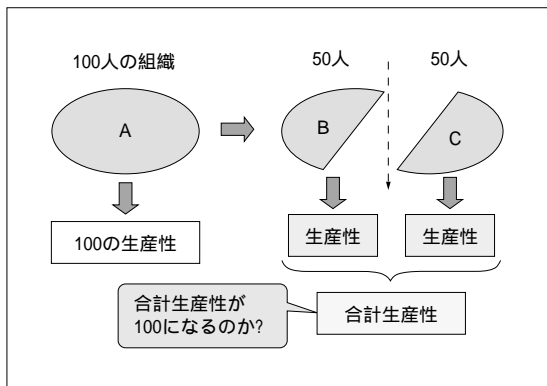 100人の組織
50人
50人
A
B
C
100の生産性
生産性
生産性
合計生産性が
100になるのか?
合計生産性